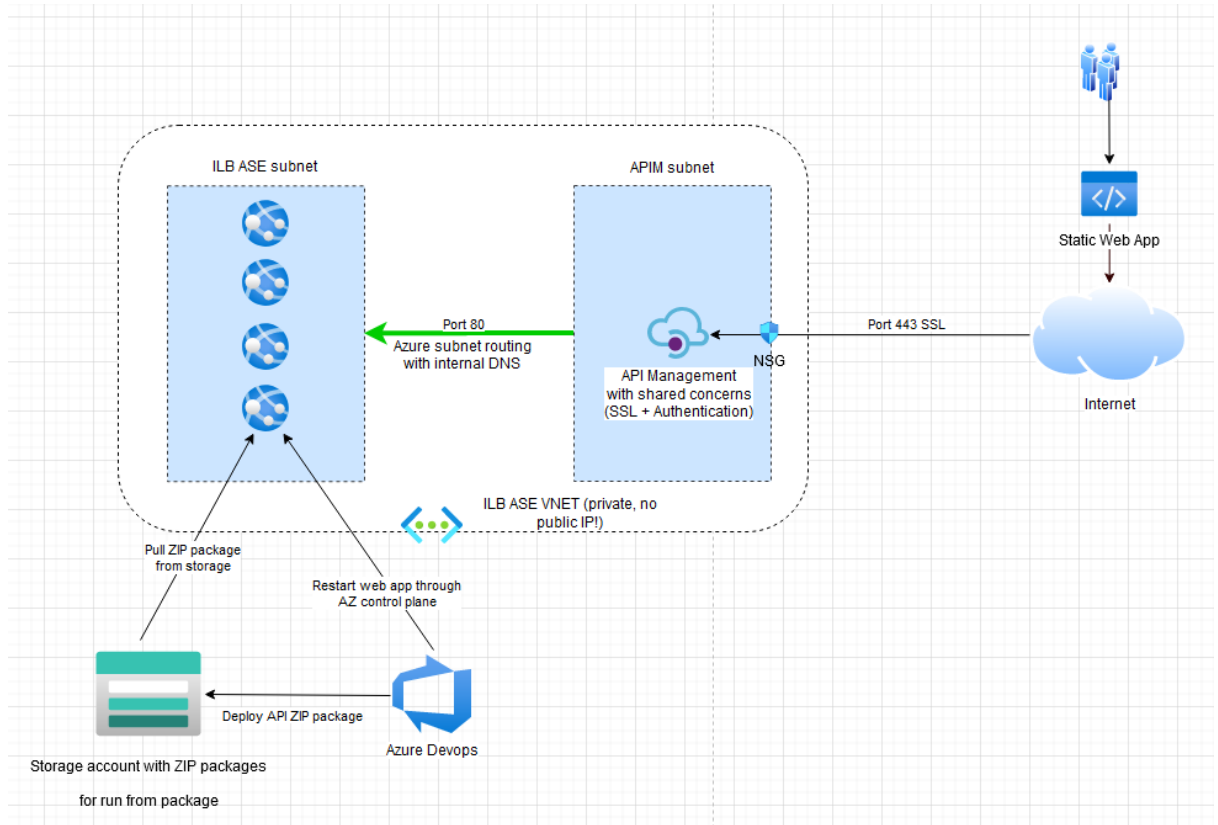 ILB ASE subnet
APIM subnet
Static Web App
Port 80
Azure subnet routing
with internal DNS
Port 443 SSL
NSG
API Management
with shared concerns
(SSL + Authentication)
Internet
ILB ASE VNET (private, no
public IP!)
Pull ZIP package
from storage
Restart web app through
AZ control plane
Deploy API ZIP package
Azure Devops
Storage account with ZIP packages
for run from package